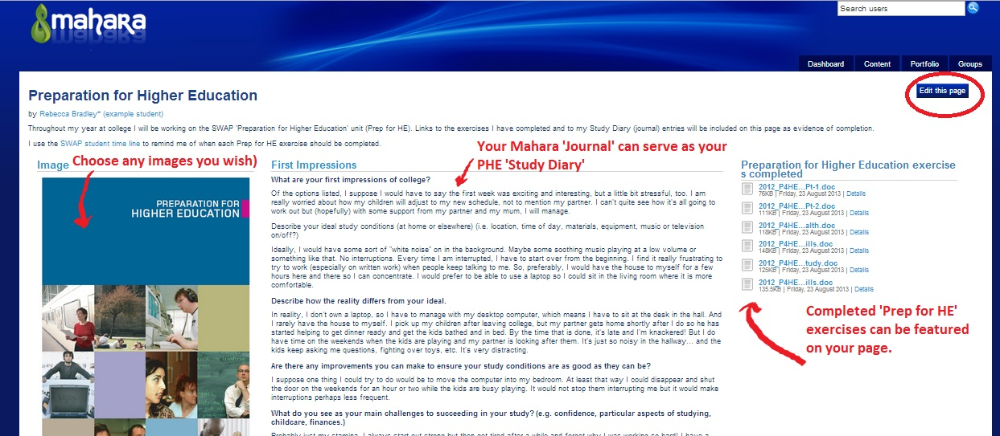 mahara
Search users
Dashboard
Content
Portfolio
Groups
Edit this page
Preparation for Higher Education
by Rebecca Bradley* (example student)
Throughout my year at college I will be working on the SWAP 'Preparation for Higher Education' unit (Prep for HE). Links to the exercises I have completed and to my Study Diary (journal) entries will be included on this page as evidence of completion.
I use the SWAP student time line to remind me of when each Prep for HE exercise should be completed.
Image
Choose any images you wish)
PREPARATION FOR
HIGHER EDUCATION
Your Mahara 'Journal' can serve as your
PHE 'Study Diary'
First Impressions
What are your first impressions of college?
Of the options listed, I suppose I would have to say the first week was exciting and interesting, but a little bit stressful, too. I am
really worried about how my children will adjust to my new schedule, not to mention my partner. I can't quite see how it's all going to
work out but (hopefully) with some support from my partner and my mum, I will manage.
Describe your ideal study conditions (at home or elsewhere) (i.e. location, time of day, materials, equipment, music or television
on/off?)
Ideally, I would have some sort of "white noise" on in the background. Maybe some soothing music playing at a low volume or
something like that. No interruptions. Every time I am interrupted, I have to start over from the beginning. I find it really frustrating to
try to work (especially on written work) when people keep talking to me. So, preferably, I would have the house to myself for a few
hours here and there so I can concentrate. I would prefer to be able to use a laptop so I could sit in the living room where it is more
comfortable.
Describe how the reality differs from your ideal.
In reality, I don't own a laptop, so I have to manage with my desktop computer, which means I have to sit at the desk in the hall. And
I rarely have the house to myself. I pick up my children after leaving college, but my partner gets home shortly after I do so he has
started helping to get dinner ready and get the kids bathed and in bed. By the time that is done, it's late and I'm knackered! But I do
have time on the weekends when the kids are playing and my partner is looking after them. It's just so noisy in the hallway... and the
kids keep asking me questions, fighting over toys, etc. It's very distracting.
Are there any improvements you can make to ensure your study conditions are as good as they can be?
I suppose one thing I could try to do would be to move the computer into my bedroom. At least that way I could disappear and shut
the door on the weekends for an hour or two while the kids are busy playing. It would not stop them interrupting me but it would make
interruptions perhaps less frequent.
What do you see as your main challenges to succeeding in your study? (e.g. confidence, particular aspects of studying,
childcare, finances.)
Probably just my stamina. I always start out strong but then get tired after a while and forget why I was working so hard! I have a
Preparation for Higher Education exercise
s completed
2012_P4HE...Pt-1.doc
76KB | Friday, 23 August 2013 | Details
2012_P4HE...Pt-2.doc
111KB | Friday, 23 August 2013 | Details
2012_P4HE...alth.doc
118KB | Friday, 23 August 2013 | Details
2012_P4HE...ills.doc
148KB | Friday, 23 August 2013 | Details
2012_P4HE...tudy.doc
125KB | Friday, 23 August 2013 | Details
2012_P4HE...ills.doc
135.5KB | Friday, 23 August 2013 | Details
Completed 'Prep for HE'
exercises can be featured
on your page.